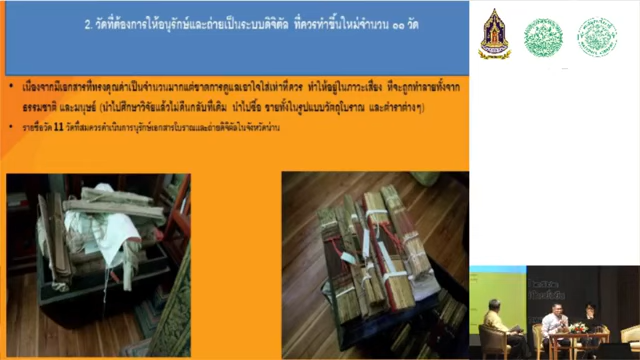 2. วัดที่ต้องการให้อนุรักษ์และถ่ายเป็นระบบดิจิตัล ที่ควรทำขึ้นใหม่จำนวน ๑๑ วัด
• เนื่องจากมีเอกสารที่ทรงคุณค่าเป็นจำนวนมากแต่ขาดการดูแลเอาใจใส่เท่าที่ควร ทำให้อยู่ในภาวะเสี่ยง ที่จะถูกทำลายทั้งจาก
ธรรมชาติ และมนุษย์ (นำไปศึกษาวิจัยแล้วไม่คืนกลับที่เดิม นำไปซื้อ ขายทั้งในรูปแบบวัตถุโบราณ และตำราต่างๆ)
• รายชื่อวัด 11 วัดที่สมควรดำเนินการอนุรักษ์เอกสารโบราณและถ่ายดิจิตัลในจังหวัดน่าน